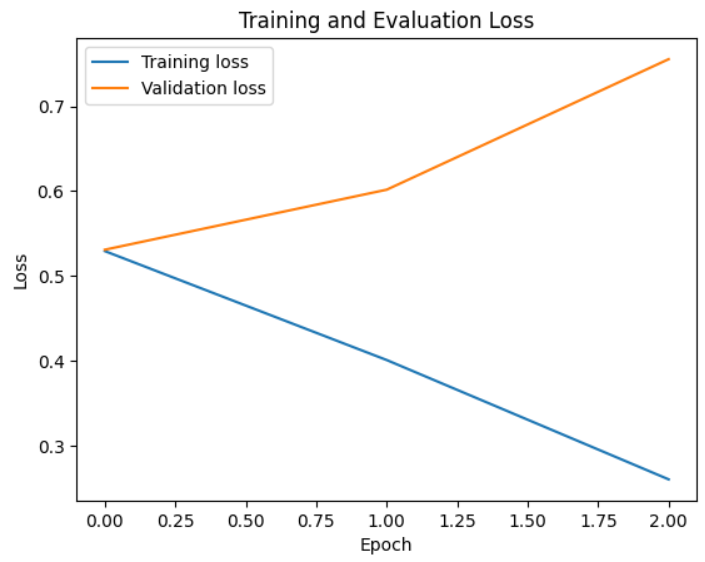 Training and Evaluation Loss
Training loss
Validation loss
0.7
0.6
0.5
0.4
0.3
Loss
0.00 0.25 0.50 0.75 1.00 1.25 1.50 1.75 2.00
Epoch